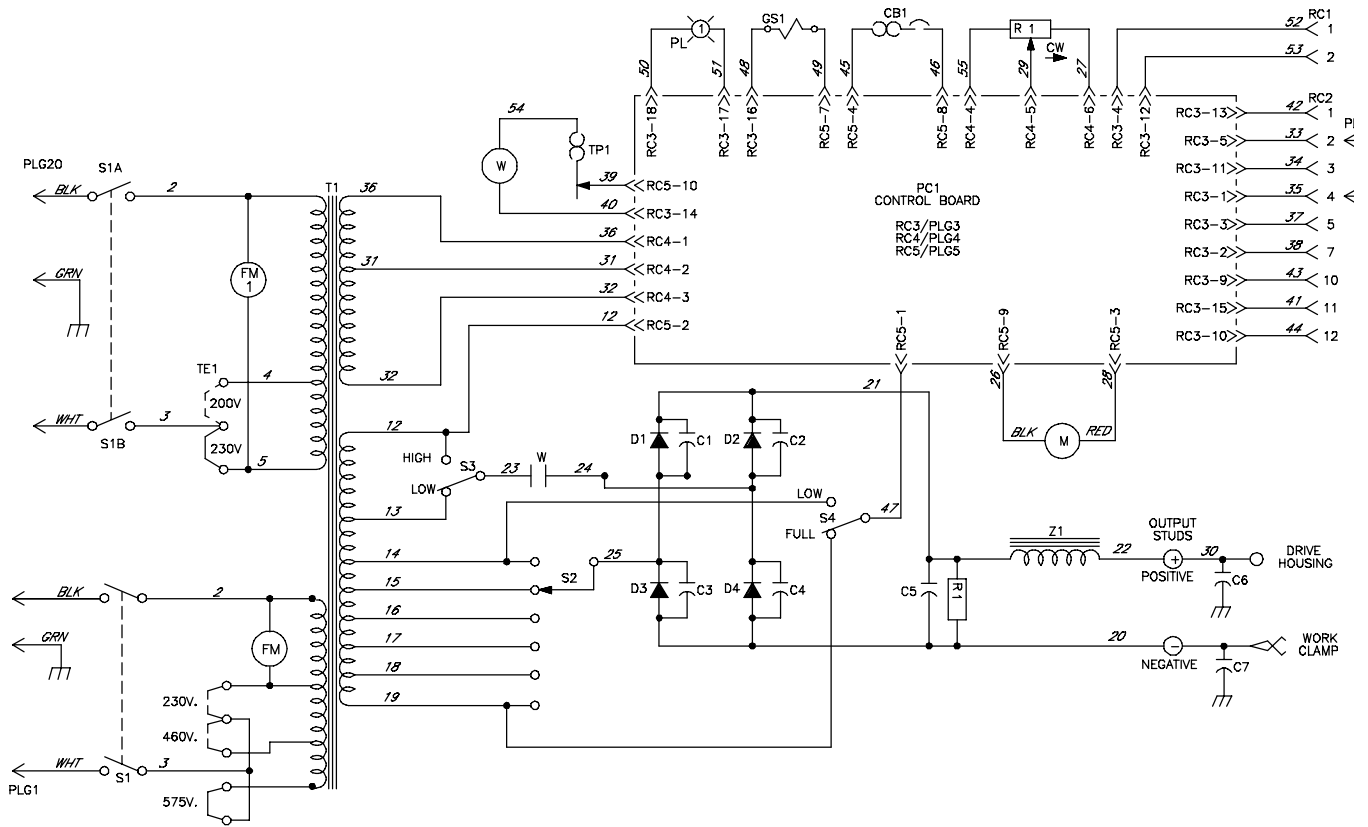 PL
1
GS1
CB1
R 1
CW
50
51
48
49
45
46
55
29
27
52
RC1
1
53
2
RC3-18
RC3-17
RC3-16
RC5-7
RC5-4
RC5-8
RC4-4
RC4-5
RC4-6
RC3-4
RC3-12
54
W
TP1
39
RC5-10
40
RC3-14
36
RC4-1
31
RC4-2
32
RC4-3
12
RC5-2
PC1
CONTROL BOARD
RC3/PLG3
RC4/PLG4
RC5/PLG5
RC2
RC3-13
42
1
RC3-5
33
2
RC3-11
34
3
RC3-1
35
4
RC3-3
37
5
RC3-2
38
7
RC3-9
43
10
RC3-15
41
11
RC3-10
44
12
RC5-1
RC5-9
RC5-3
26
28
BLK
M
RED
PLG20
S1A
BLK
2
T1
36
GRN
FM
1
31
TE1
4
200V
WHT
3
S1B
230V
5
32
12
HIGH
S3
LOW
23
W
24
13
14
15
16
17
18
19
S2
25
21
D1
C1
D2
C2
D3
C3
D4
C4
LOW
S4
FULL
47
C5
R1
Z1
22
OUTPUT
STUDS
POSITIVE
30
C6
DRIVE
HOUSING
20
NEGATIVE
C7
WORK
CLAMP
BLK
2
GRN
FM
230V.
460V.
WHT
3
S1
PLG1
575V.